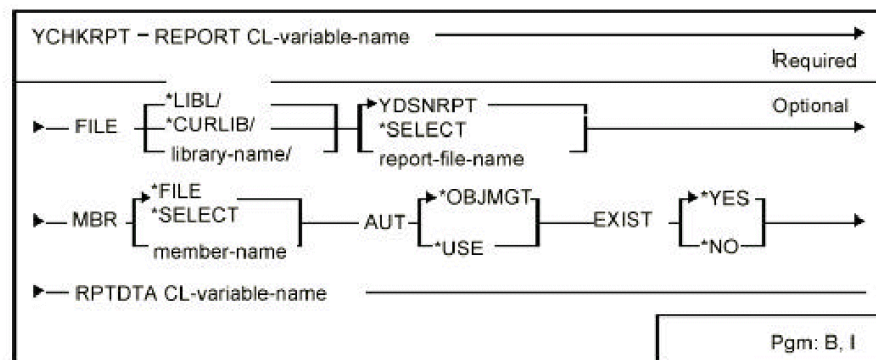 YCHKRPT – REPORT CL-variable-name
Required
Optional
*LIBL/
FILE *CURLIB/
library-name/
YDSNRPT
*SELECT
report-file-name
*FILE
MBR *SELECT
member-name
*OBJMGT
AUT
*USE
EXIST
*YES
*NO
RPTDTA CL-variable-name
Pgm: B, I